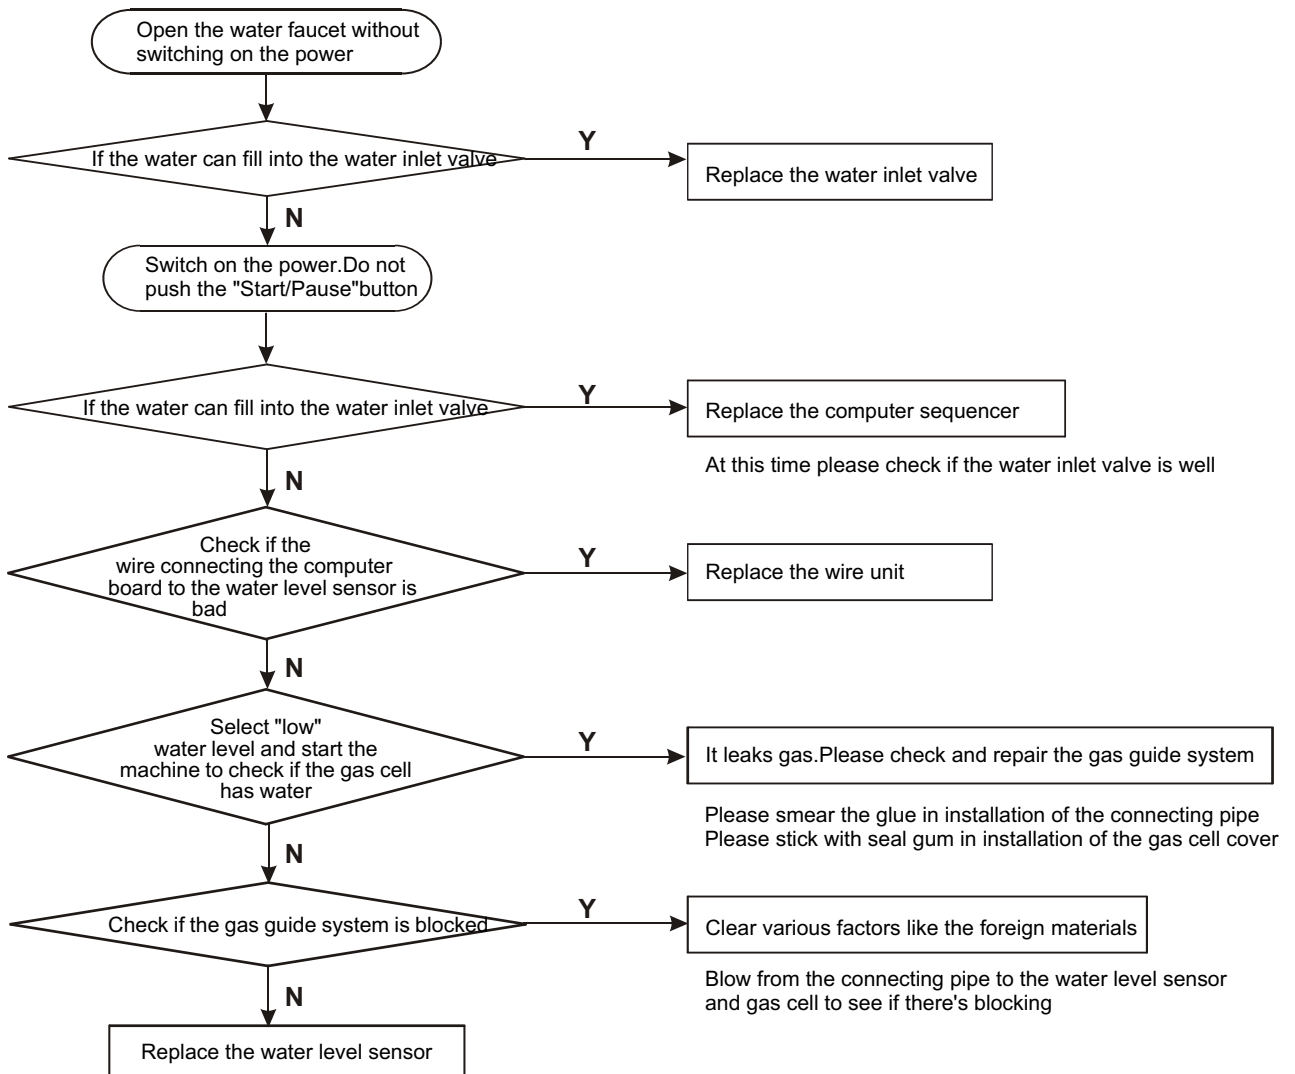 Open the water faucet without
switching on the power
If the water can fill into the water inlet valve
Y
Replace the water inlet valve
N
Switch on the power.Do not
push the "Start/Pause"button
If the water can fill into the water inlet valve
Y
Replace the computer sequencer
At this time please check if the water inlet valve is well
N
Check if the
wire connecting the computer
board to the water level sensor is
bad
Y
Replace the wire unit
N
Select "low"
water level and start the
machine to check if the gas cell
has water
Y
It leaks gas.Please check and repair the gas guide system
Please smear the glue in installation of the connecting pipe
Please stick with seal gum in installation of the gas cell cover
N
Check if the gas guide system is blocked
Y
Clear various factors like the foreign materials
Blow from the connecting pipe to the water level sensor
and gas cell to see if there's blocking
N
Replace the water level sensor